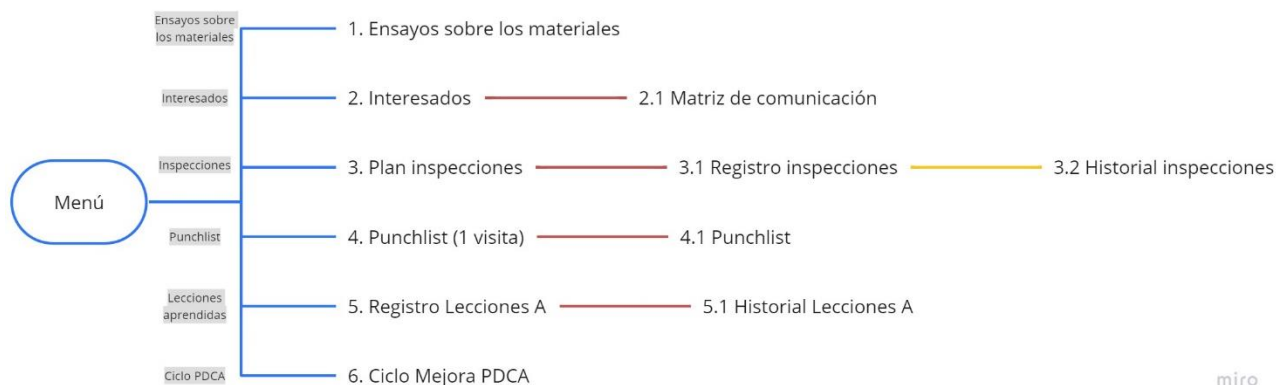 Ensayos sobre
los materiales
1. Ensayos sobre los materiales
Interesados
2. Interesados
2.1 Matriz de comunicación
Inspecciones
3. Plan inspecciones
3.1 Registro inspecciones
3.2 Historial inspecciones
Menú
Punchlist
4. Punchlist (1 visita)
4.1 Punchlist
Lecciones
aprendidas
5. Registro Lecciones A
5.1 Historial Lecciones A
Ciclo PDCA
6. Ciclo Mejora PDCA
miro